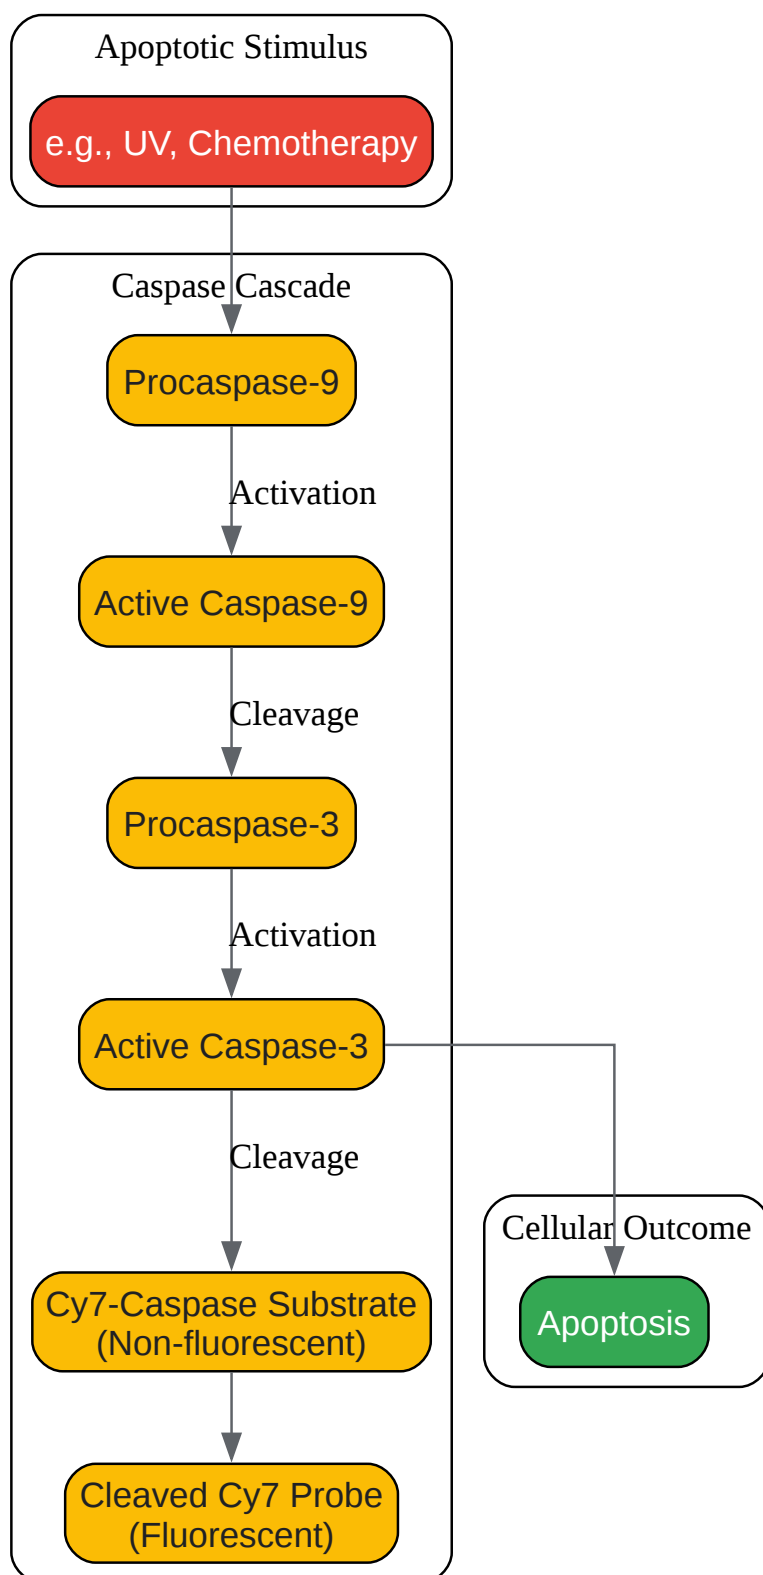 Apoptotic Stimulus
e.g., UV, Chemotherapy
Caspase Cascade
Procaspase-9
Activation
Active Caspase-9
Cleavage
Procaspase-3
Activation
Active Caspase-3
Cleavage
Cellular Outcome
Cy7-Caspase Substrate
(Non-fluorescent)
Apoptosis
Cleaved Cy7 Probe
(Fluorescent)